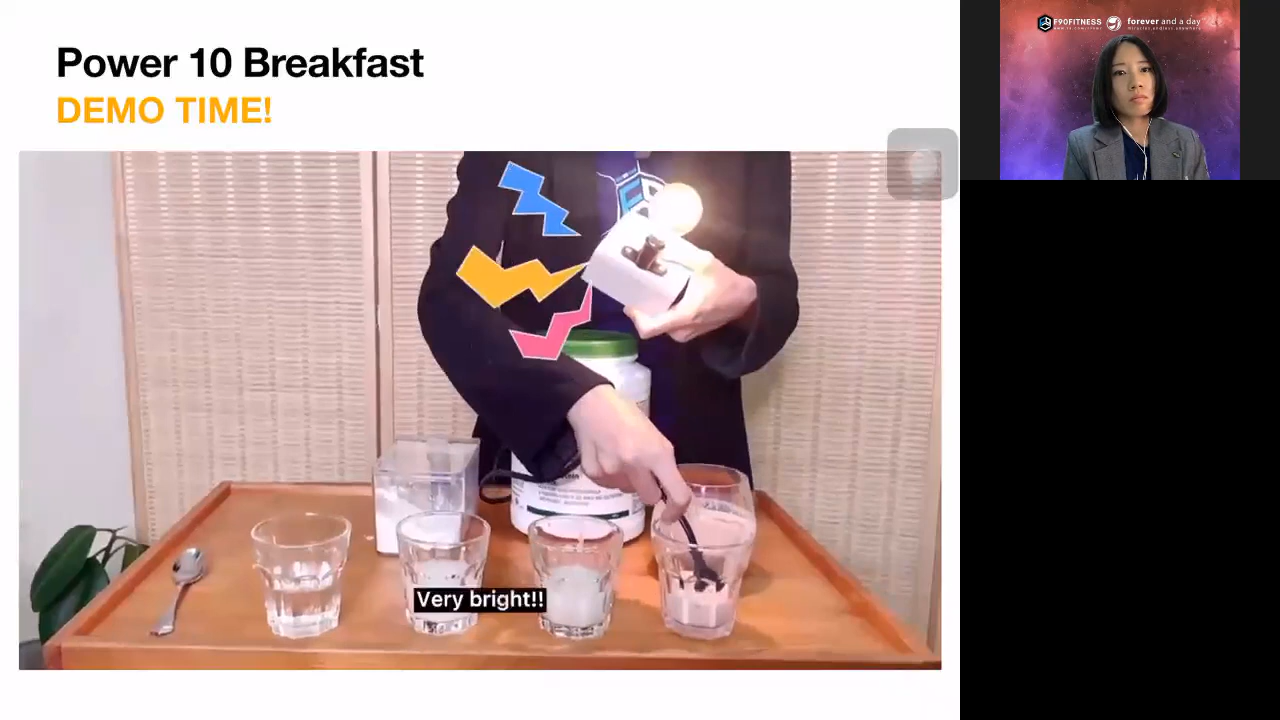 Power 10 Breakfast
DEMO TIME!
F90FITNESS
forever and a day
Very bright!!